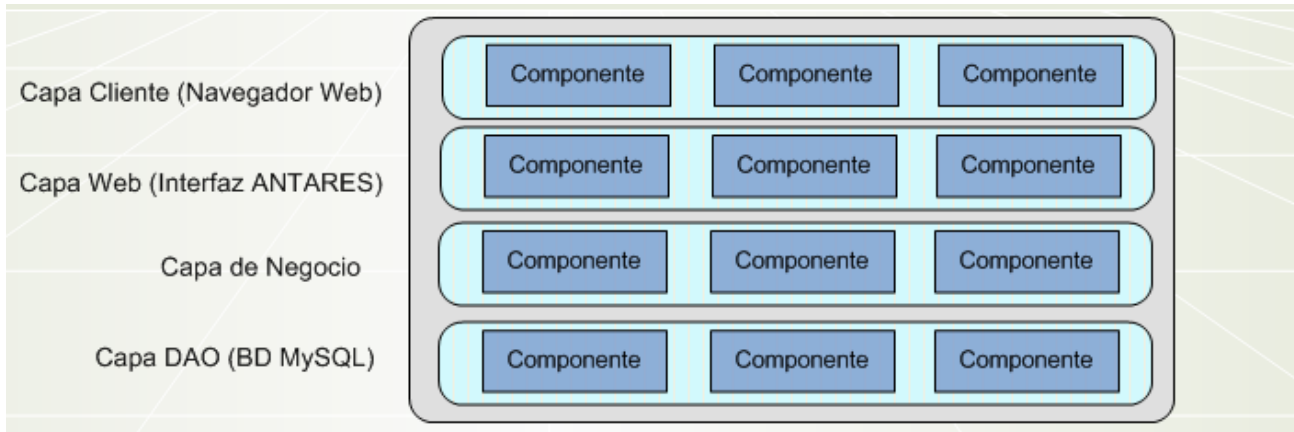 Capa Cliente (Navegador Web)
Componente
Componente
Componente
Capa Web (Interfaz ANTARES)
Componente
Componente
Componente
Capa de Negocio
Componente
Componente
Componente
Capa DAO (BD MySQL)
Componente
Componente
Componente